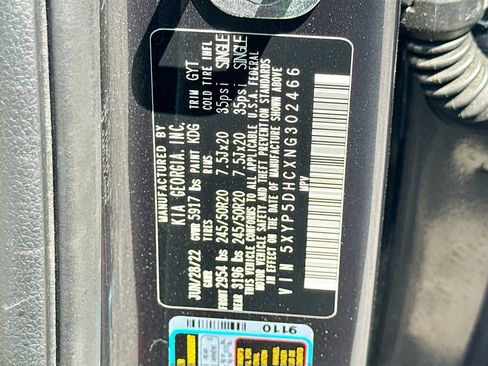 MANUFACTURED BY
KIA GEORGIA, INC.
JUN/28/22 GVWR 5917 lbs PAINT KDG TRIM GYT
GAWR TIRES RIMS COLD TIRE INFL
FRONT 2954 lbs 245/50R20 7.5JX20 35psi SINGLE
REAR 3196 lbs 245/50R20 7.5JX20 35psi SINGLE
THIS VEHICLE CONFORMS TO ALL APPLICABLE U.S.A. FEDERAL
MOTOR VEHICLE SAFETY AND THEFT PREVENTION STANDARDS
IN EFFECT ON THE DATE OF MANUFACTURE SHOWN ABOVE
VIN 5XYP5DHCXNG302466
MPV
9110